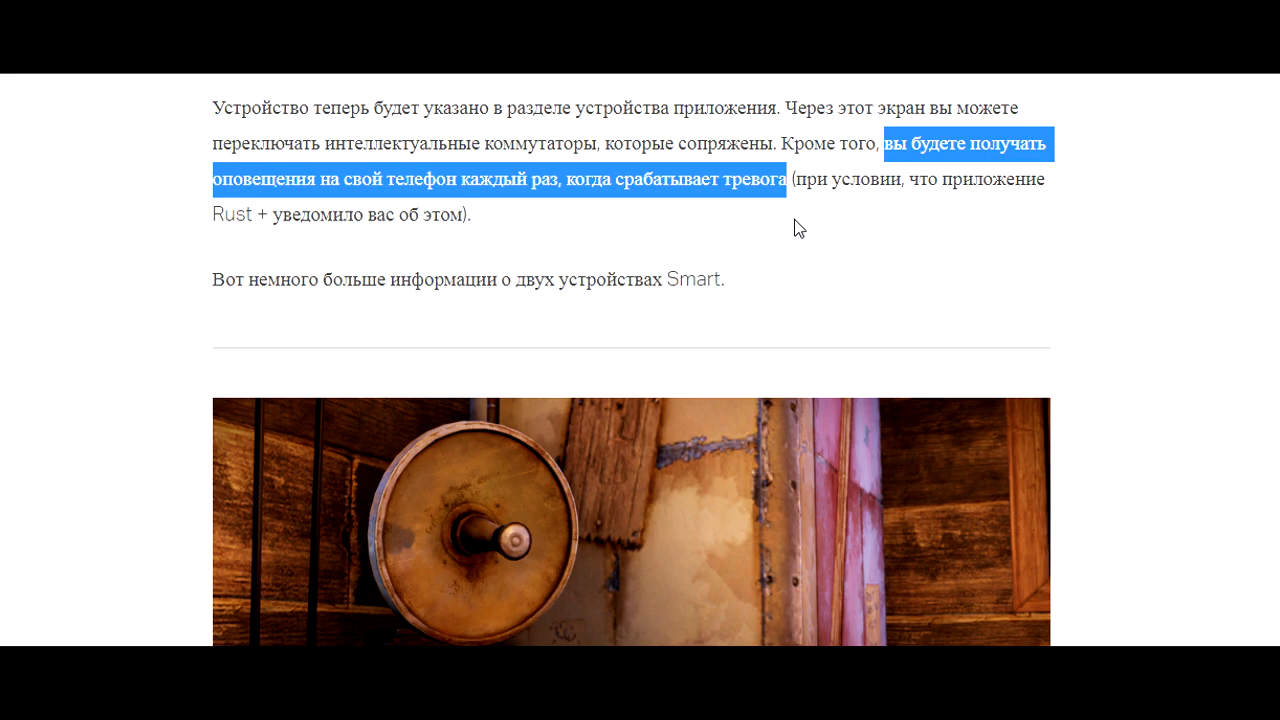 Устройство теперь будет указано в разделе устройства приложения. Через этот экран вы можете
переключать интеллектуальные коммутаторы, которые сопряжены. Кроме того, вы будете получать
оповещения на свой телефон каждый раз, когда срабатывает тревога (при условии, что приложение
Rust + уведомило вас об этом).
Вот немного больше информации о двух устройствах Smart.